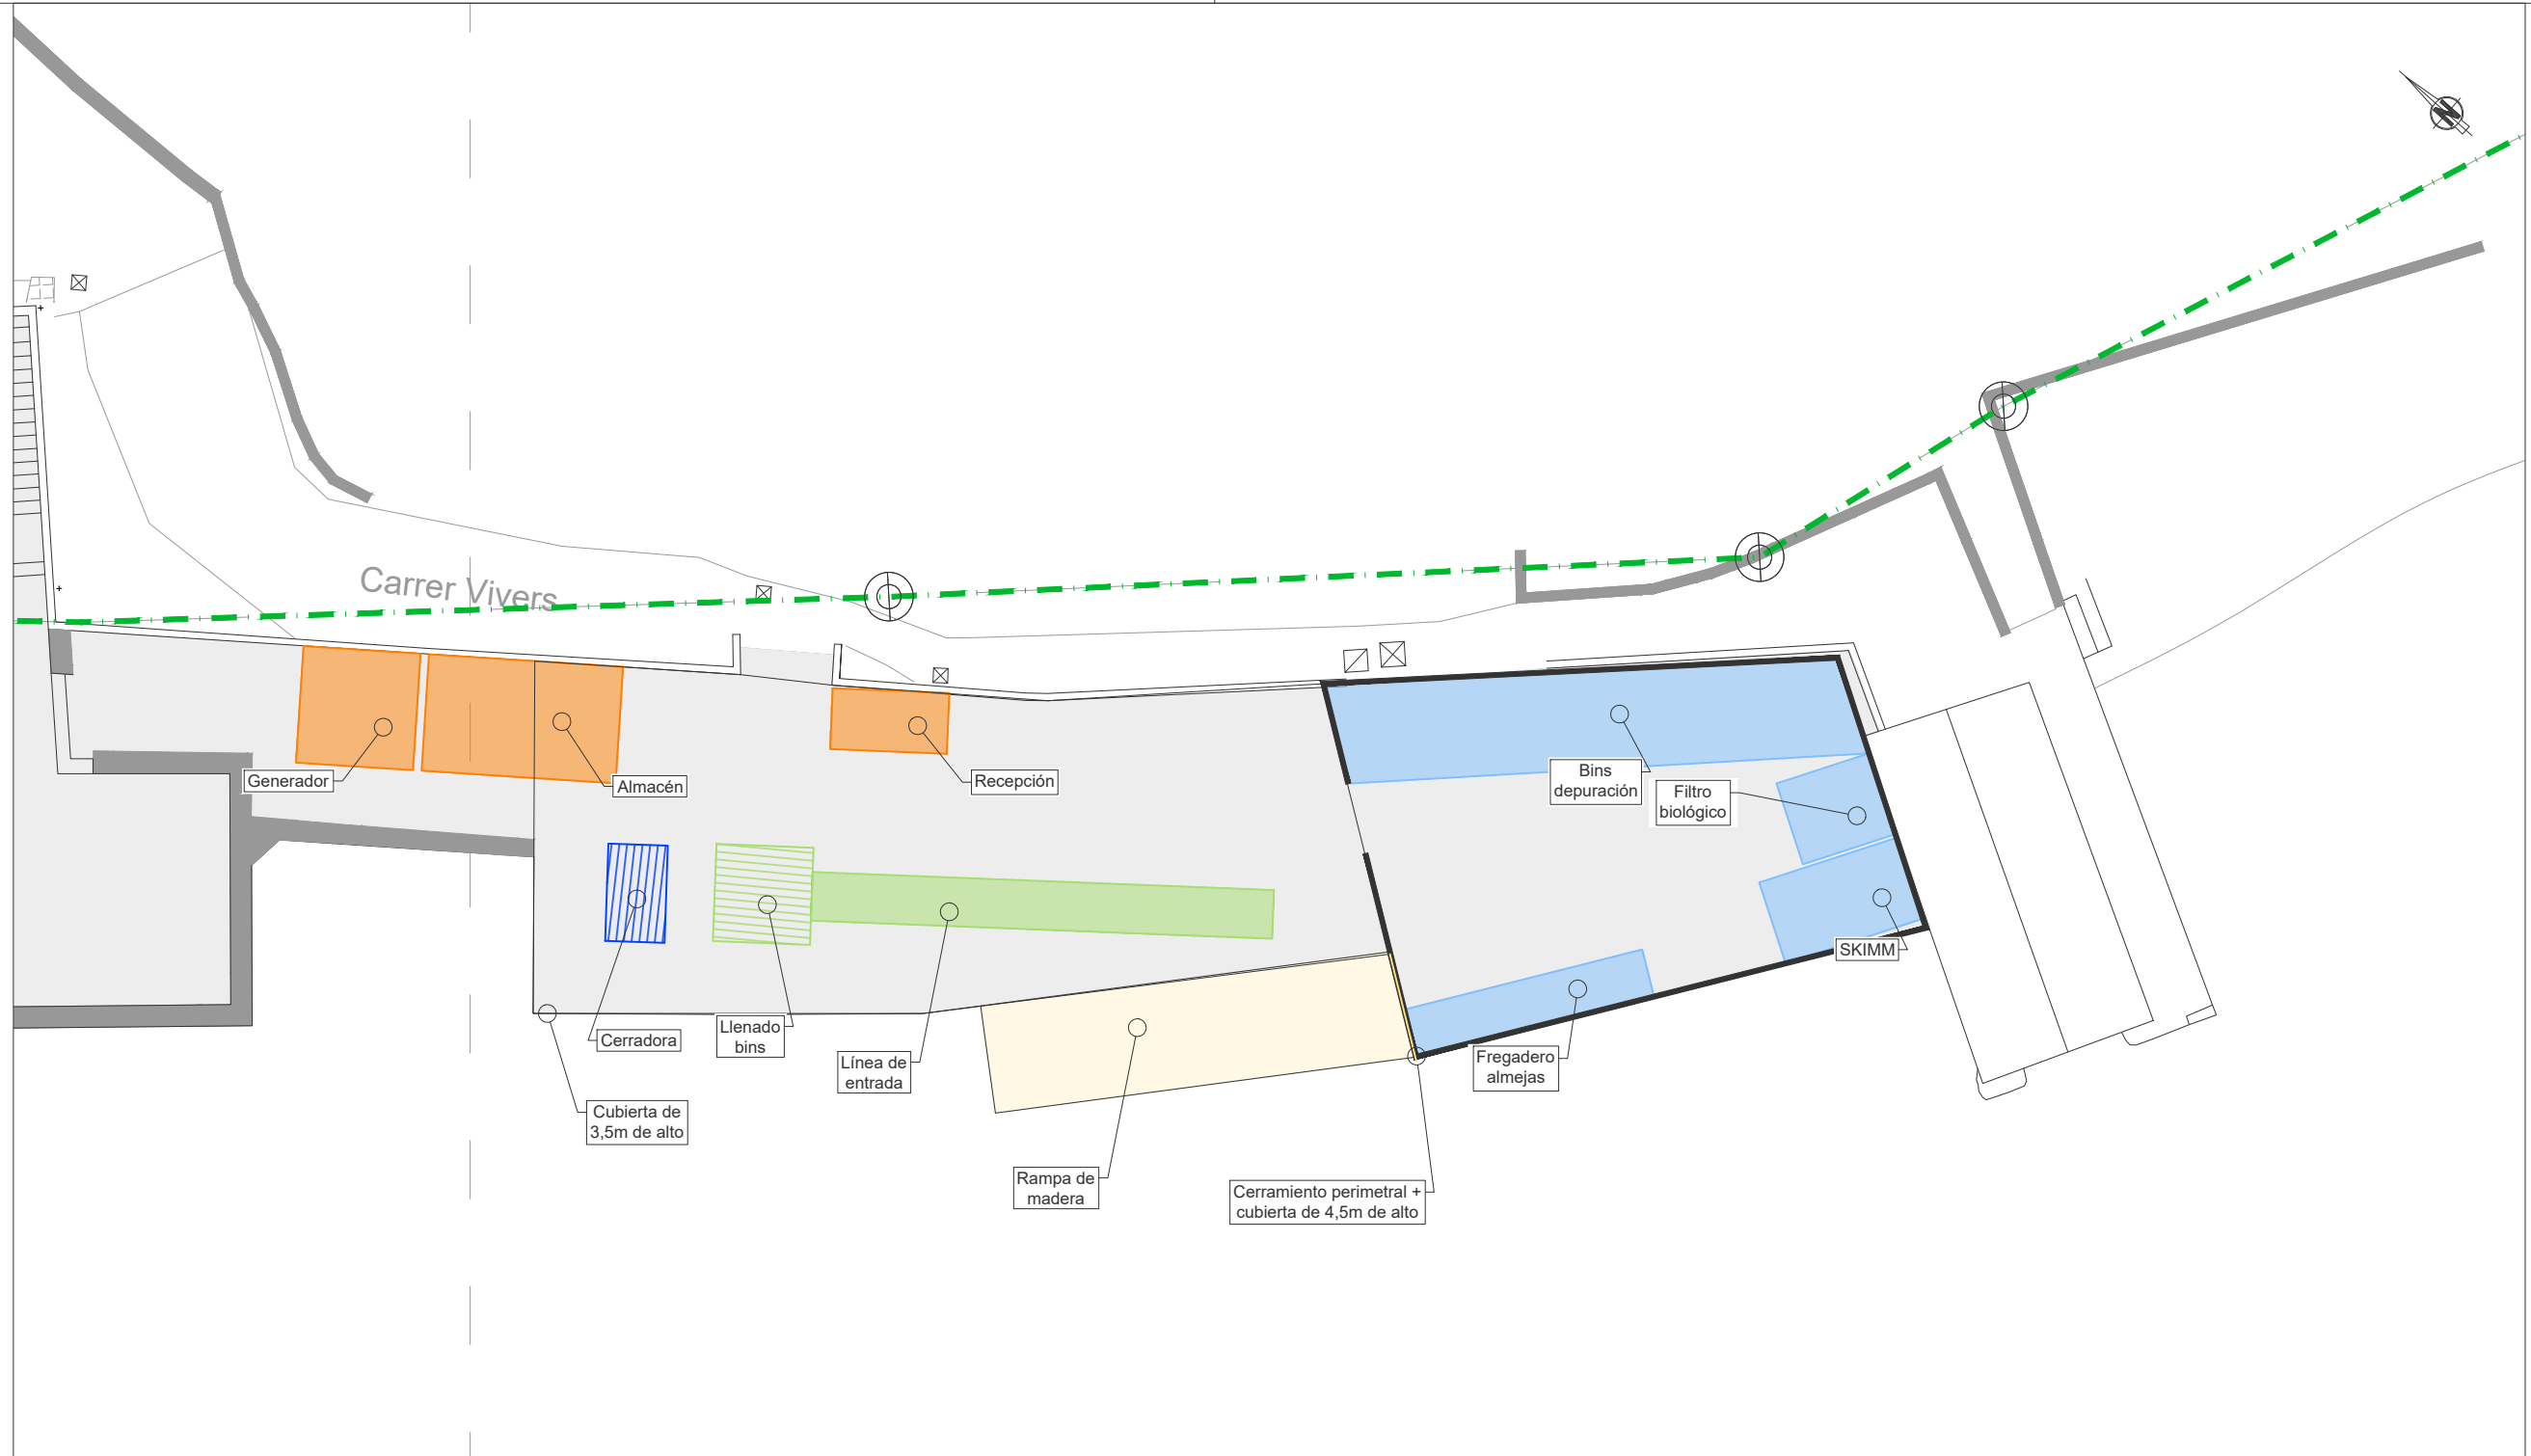 N
Carrer Vivers
Generador
Almacén
Recepción
Bins
depuración
Filtro
biológico
SKIMM
Cerradora
Llenado
bins
Línea de
entrada
Fregadero
almejas
Cubierta de
3,5m de alto
Rampa de
madera
Cerramiento perimetral +
cubierta de 4,5m de alto